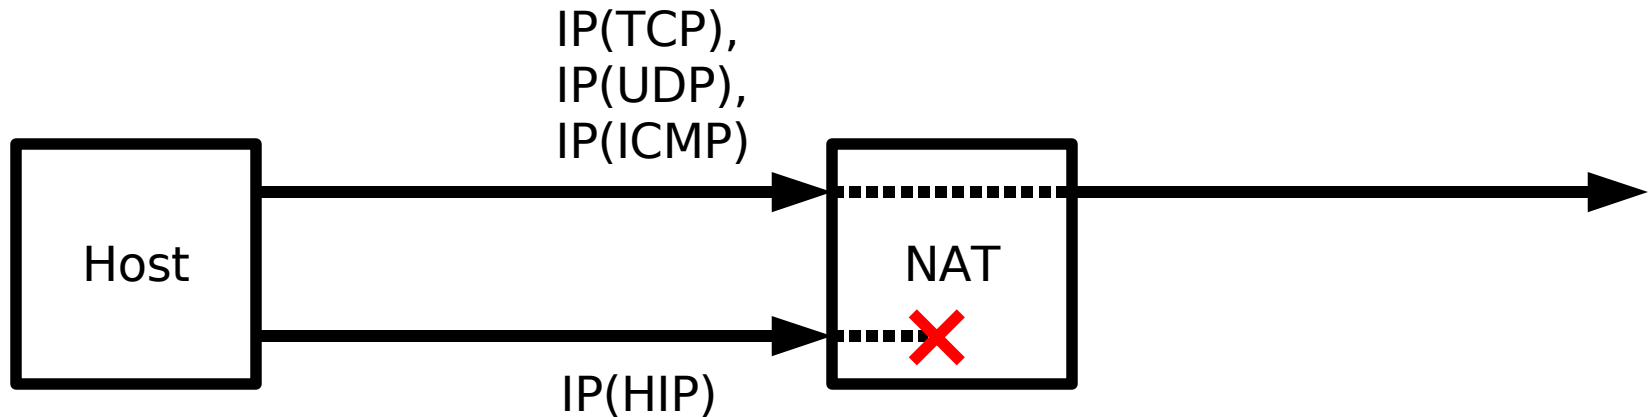 IP(TCP),
IP(UDP),
IP(ICMP)
Host
NAT
IP(HIP)